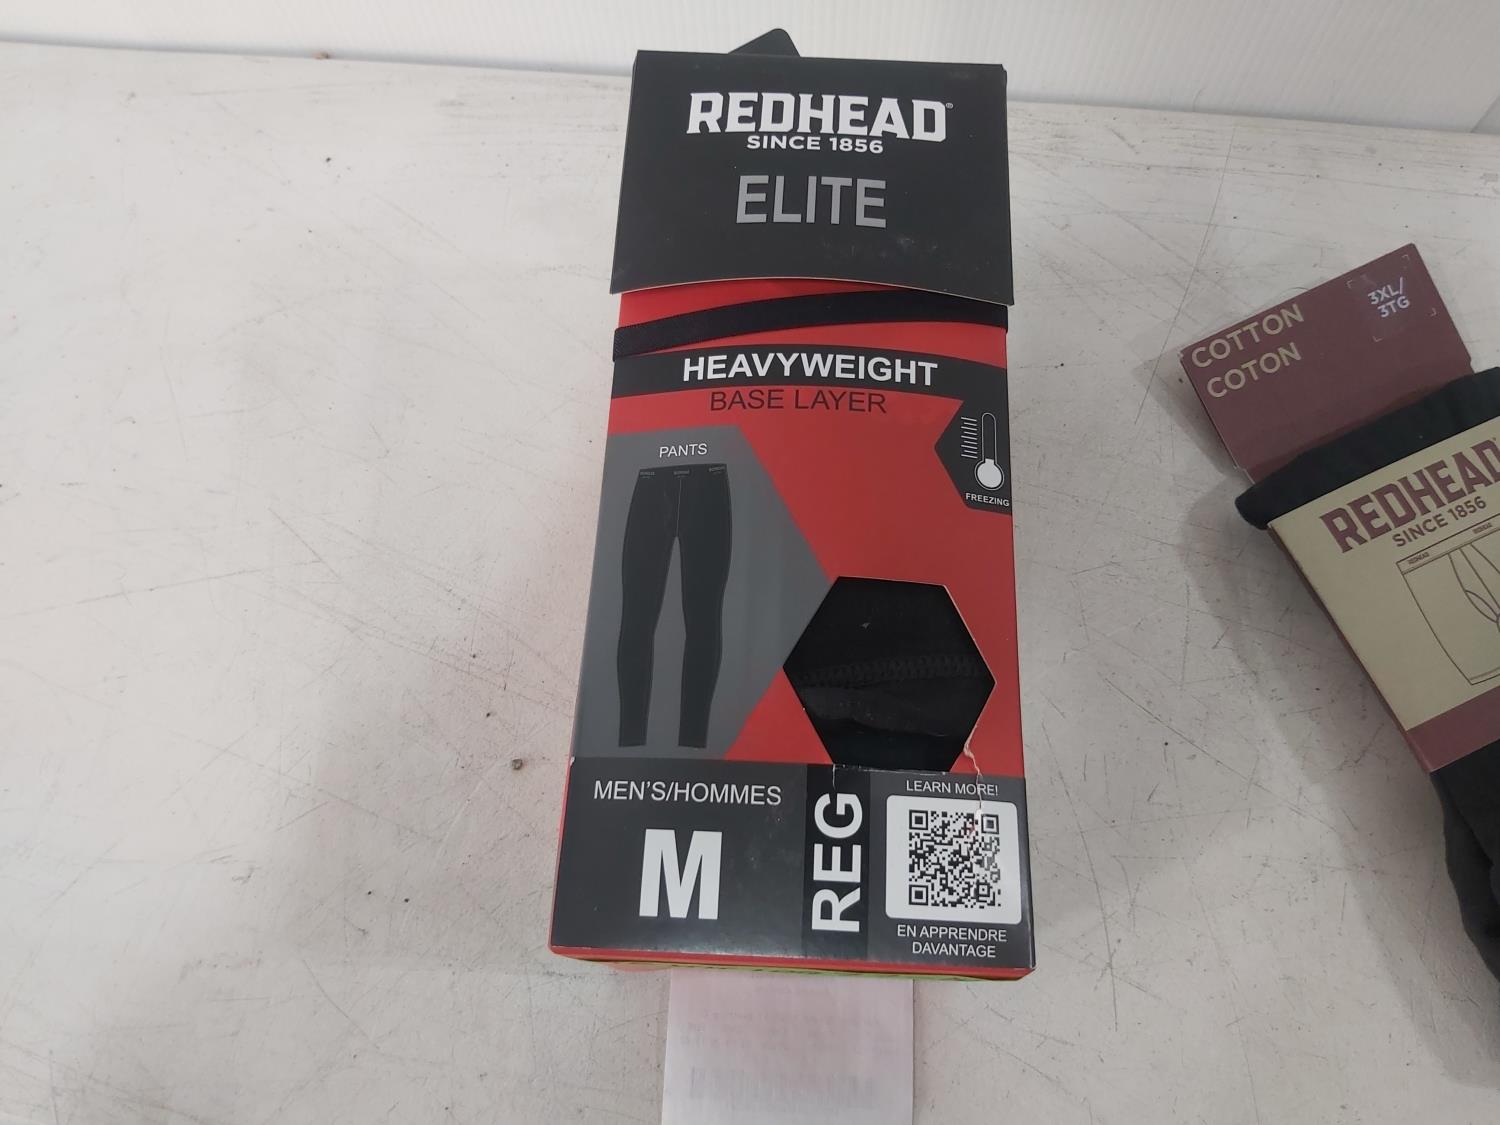 REDHEAD®
SINCE 1856
ELITE
HEAVYWEIGHT
BASE LAYER
PANTS
FREEZING
MEN'S/HOMMES
M
REG
LEARN MORE!
EN APPRENDRE
DAVANTAGE
COTTON
COTON
3XL/
3TG
REDHEAD
SINCE 1856